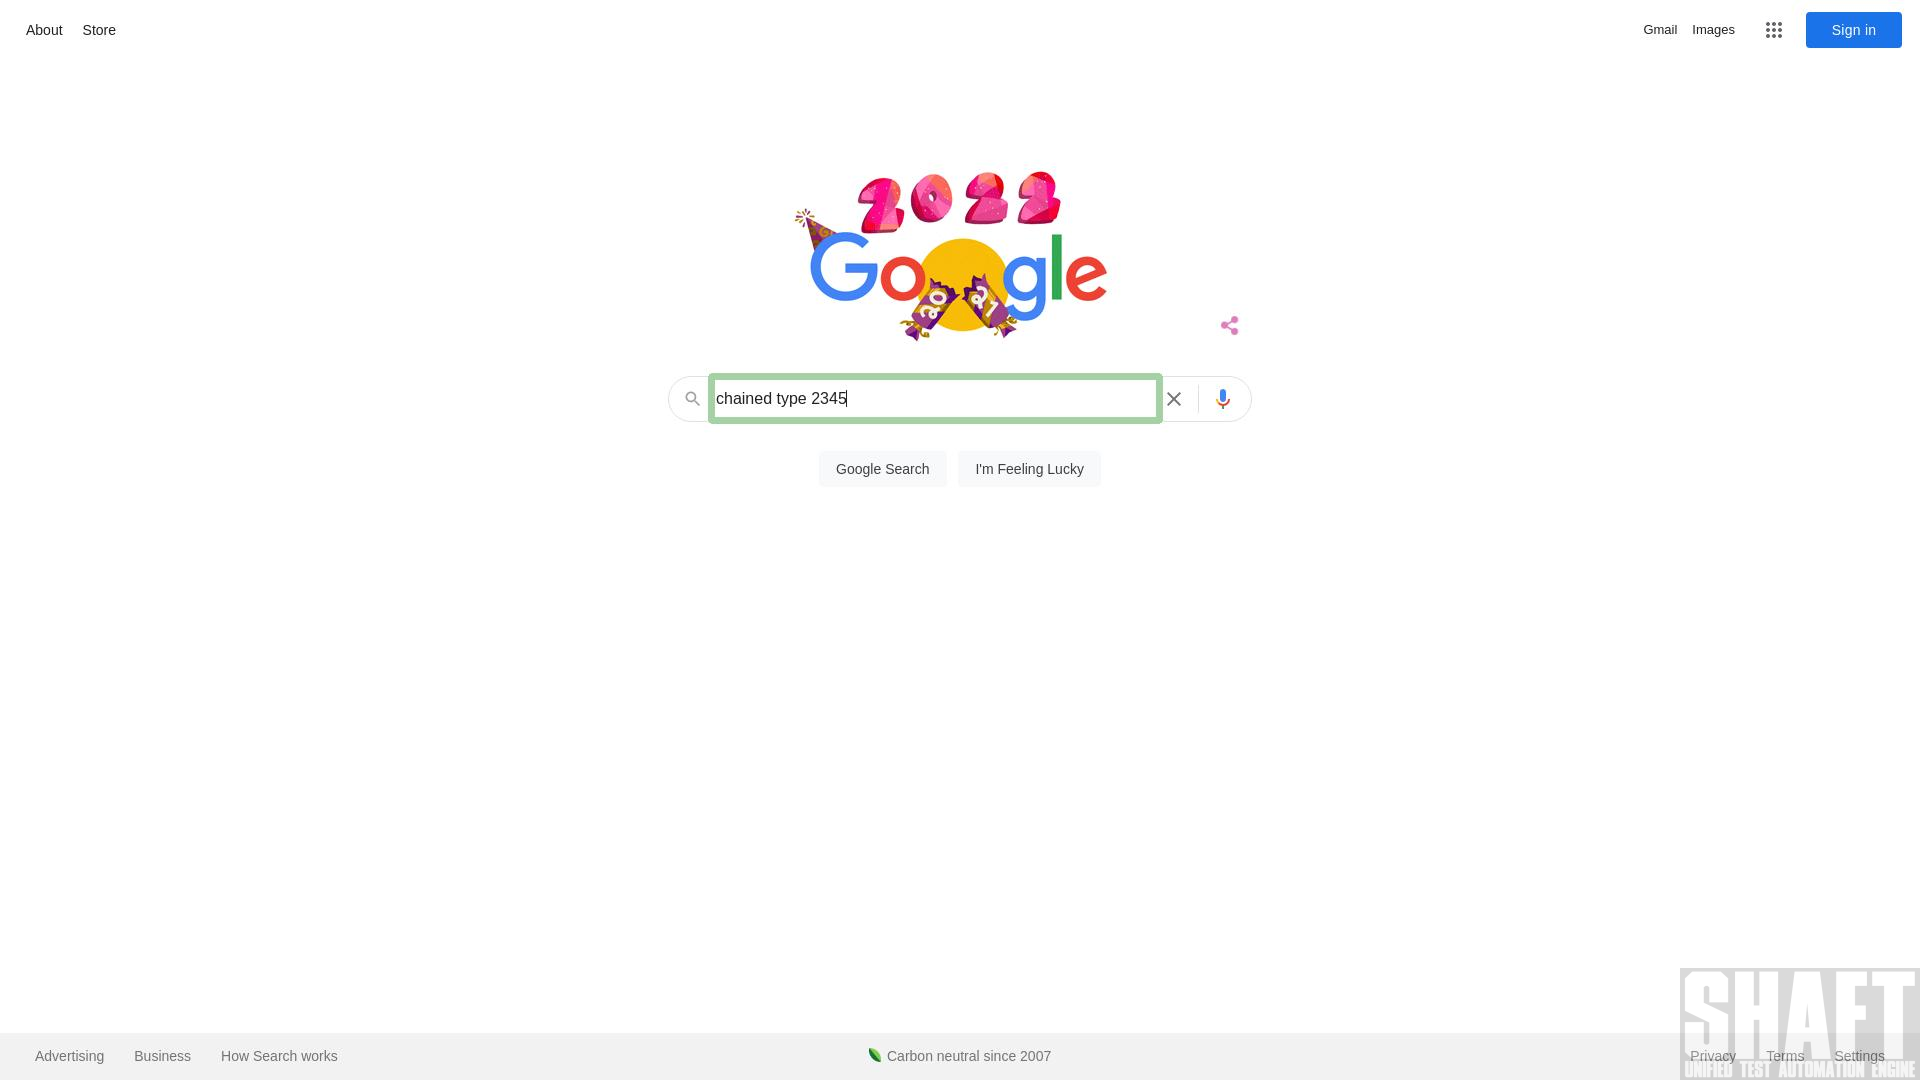 About Store
Gmail Images Sign in
2022
Google
chained type 2345
Google Search I'm Feeling Lucky
Advertising Business How Search works
Carbon neutral since 2007
Privacy Terms Settings
SHAFT
UNIFIED TEST AUTOMATION ENGINE